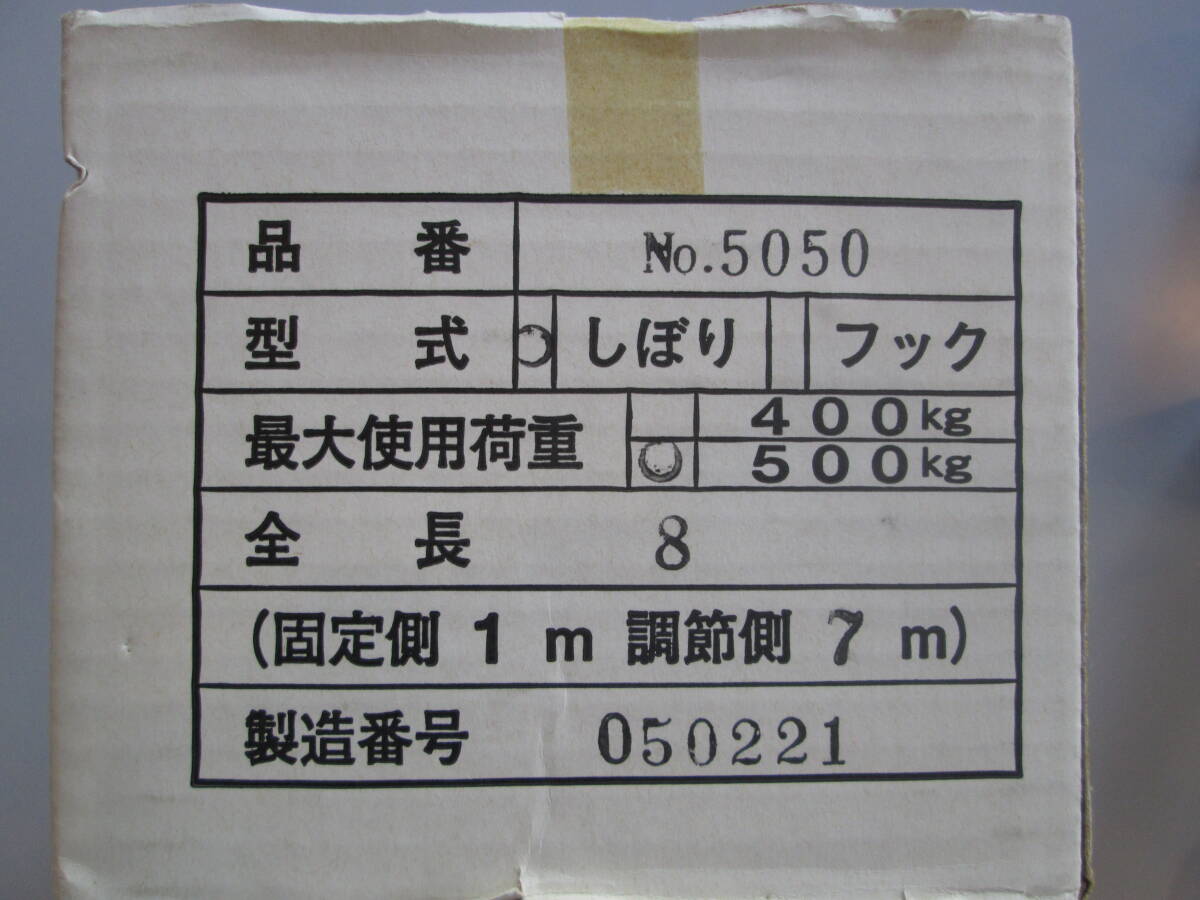 品番 No.5050
型式 ○ しぼり フック
最大使用荷重 400kg
○ 500kg
全長 8
(固定側 1 m 調節側 7 m)
製造番号 050221